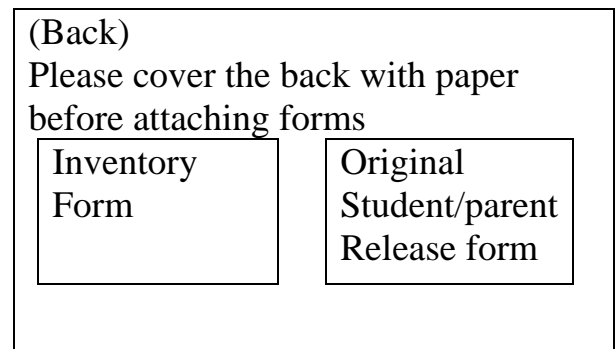 (Back)
Please cover the back with paper
before attaching forms
Inventory
Form
Original
Student/parent
Release form